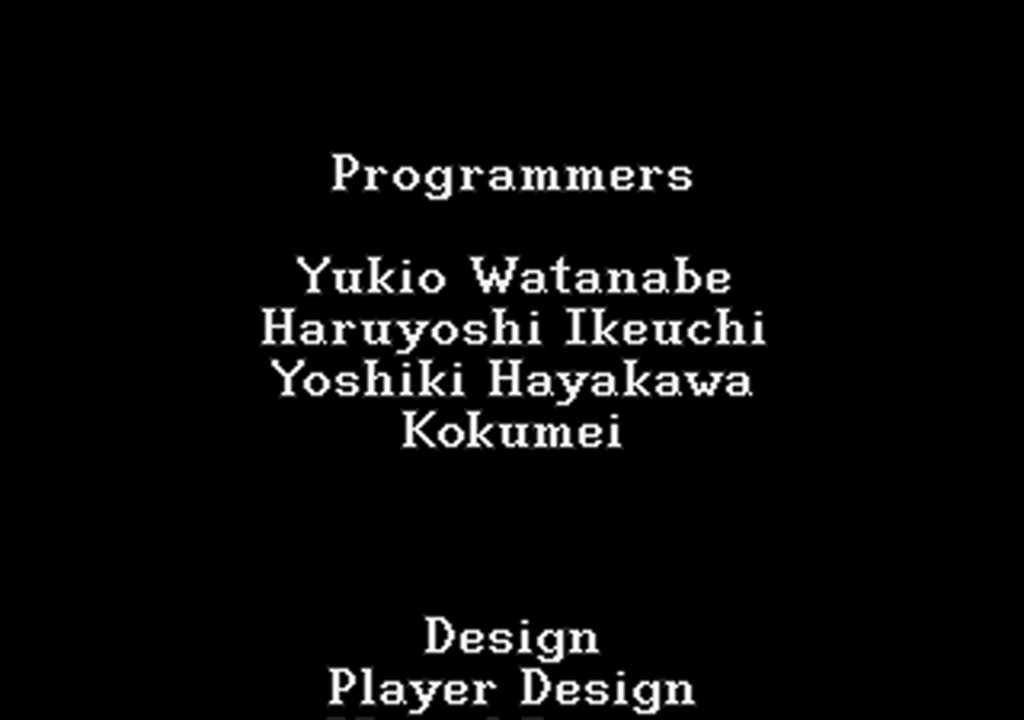 Programmers
Yukio Watanabe
Haruyoshi Ikeuchi
Yoshiki Hayakawa
Kokumei
Design
Player Design